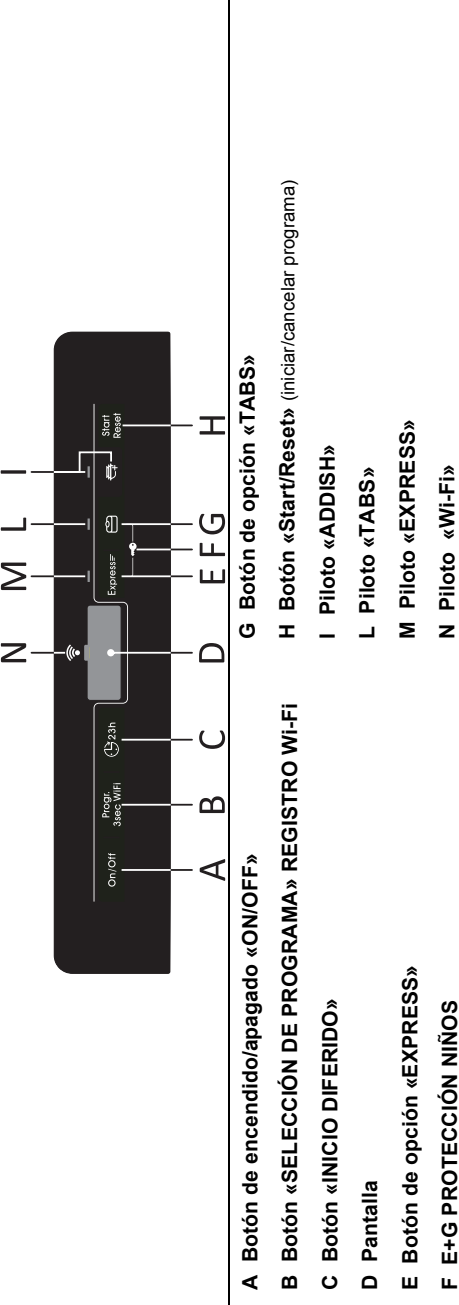 N M L I
On/Off
Progr.
3sec WiFi
23h
Express
Start
Reset
A B C D E F G H
A Botón de encendido/apagado «ON/OFF»
B Botón «SELECCIÓN DE PROGRAMA» REGISTRO Wi-Fi
C Botón «INICIO DIFERIDO»
D Pantalla
E Botón de opción «EXPRESS»
F E+G PROTECCIÓN NIÑOS
G Botón de opción «TABS»
H Botón «Start/Reset» (iniciar/cancelar programa)
I Piloto «ADDISH»
L Piloto «TABS»
M Piloto «EXPRESS»
N Piloto «Wi-Fi»